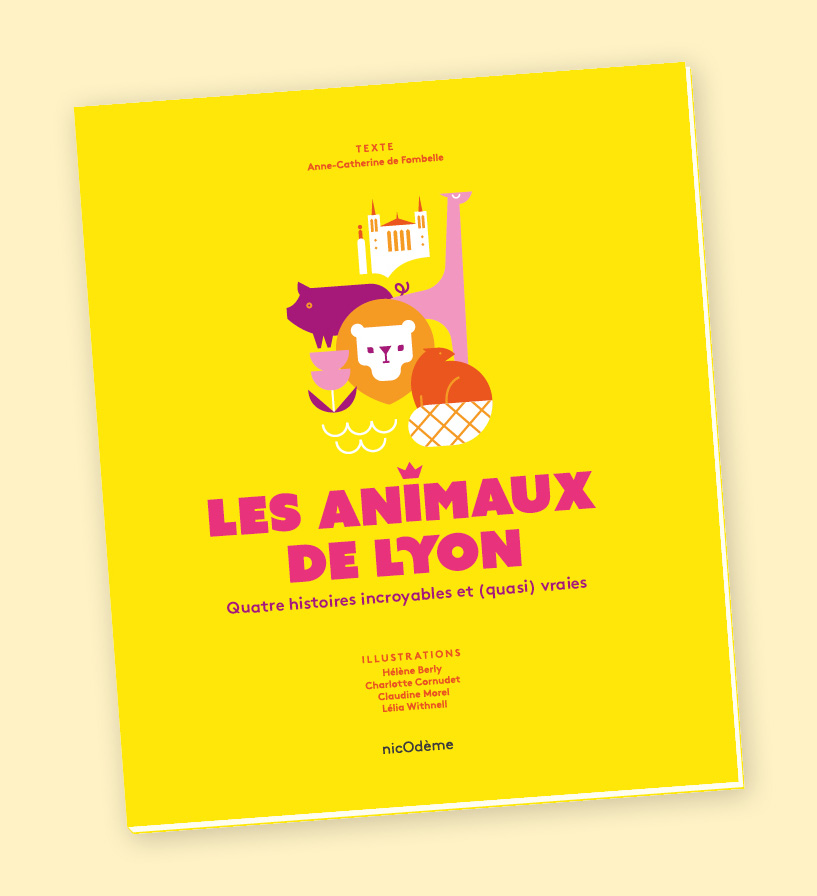 TEXTE
Anne-Catherine de Fombelle
LES ANIMAUX
DE LYON
Quatre histoires incroyables et (quasi) vraies
ILLUSTRATIONS
Hélène Berly
Charlotte Cornudet
Claudine Morel
Lélia Withnell
nicOdème